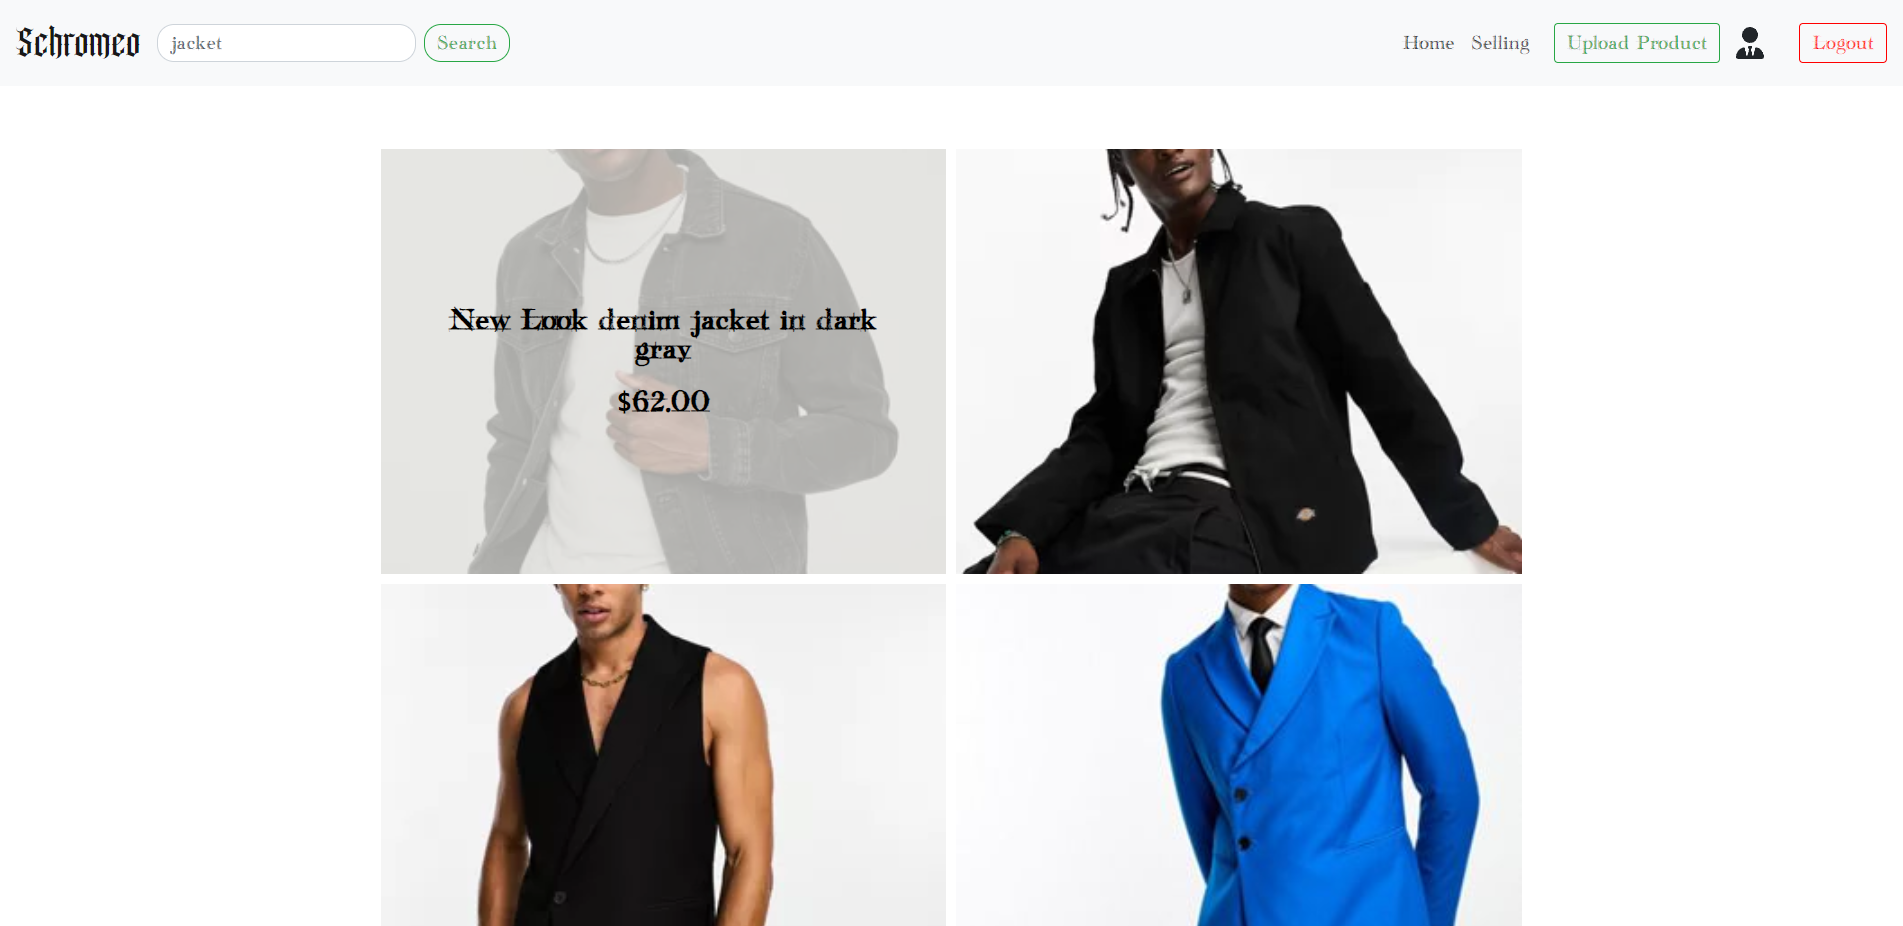 Schromeo
jacket
Search
Home
Selling
Upload Product
Logout
New Look denim jacket in dark
gray
$62.00